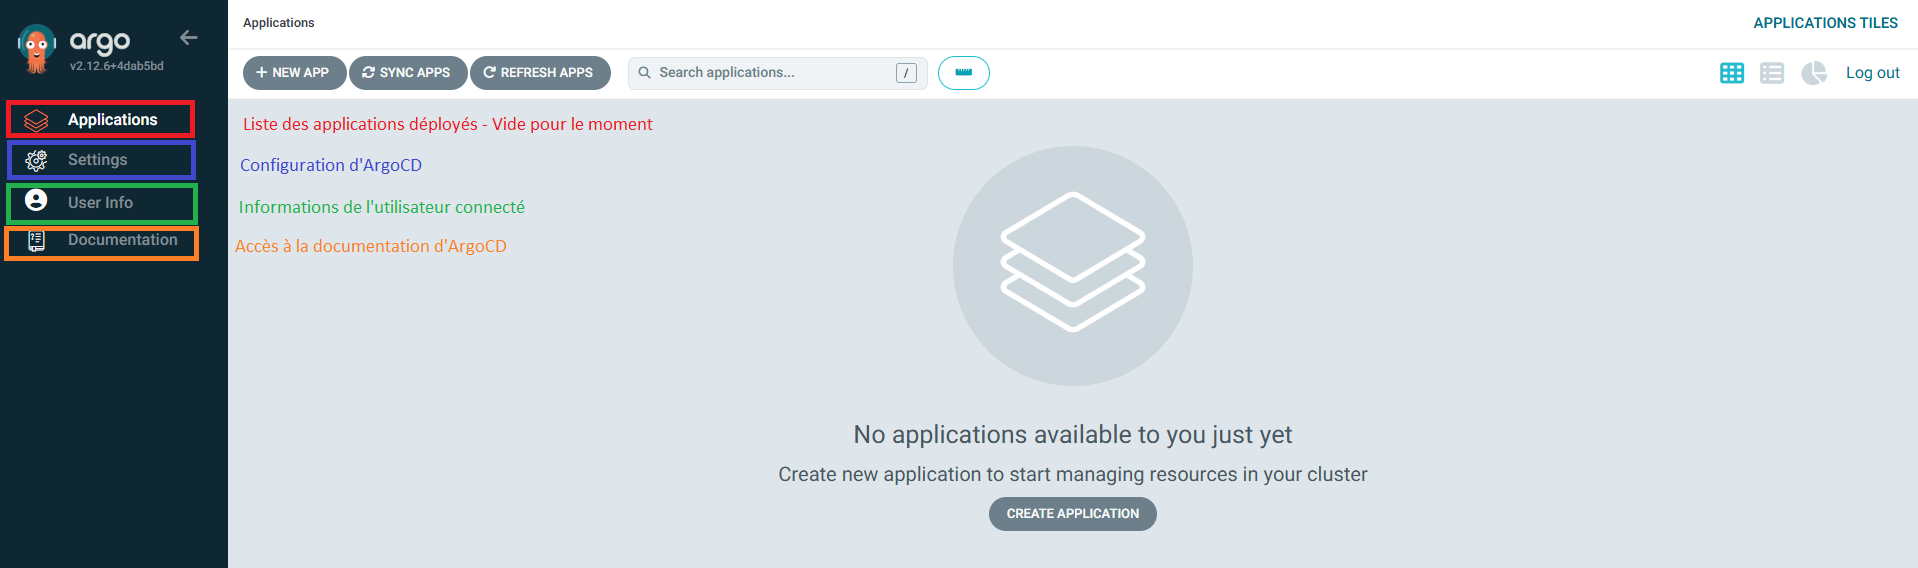 argo
v2.12.6+4dab5bd
Applications
Settings
User Info
Documentation
Applications
APPLICATIONS TILES
NEW APP
SYNC APPS
REFRESH APPS
Search applications...
/
Log out
Liste des applications déployés - Vide pour le moment
Configuration d'ArgoCD
Informations de l'utilisateur connecté
Accès à la documentation d'ArgoCD
No applications available to you just yet
Create new application to start managing resources in your cluster
CREATE APPLICATION